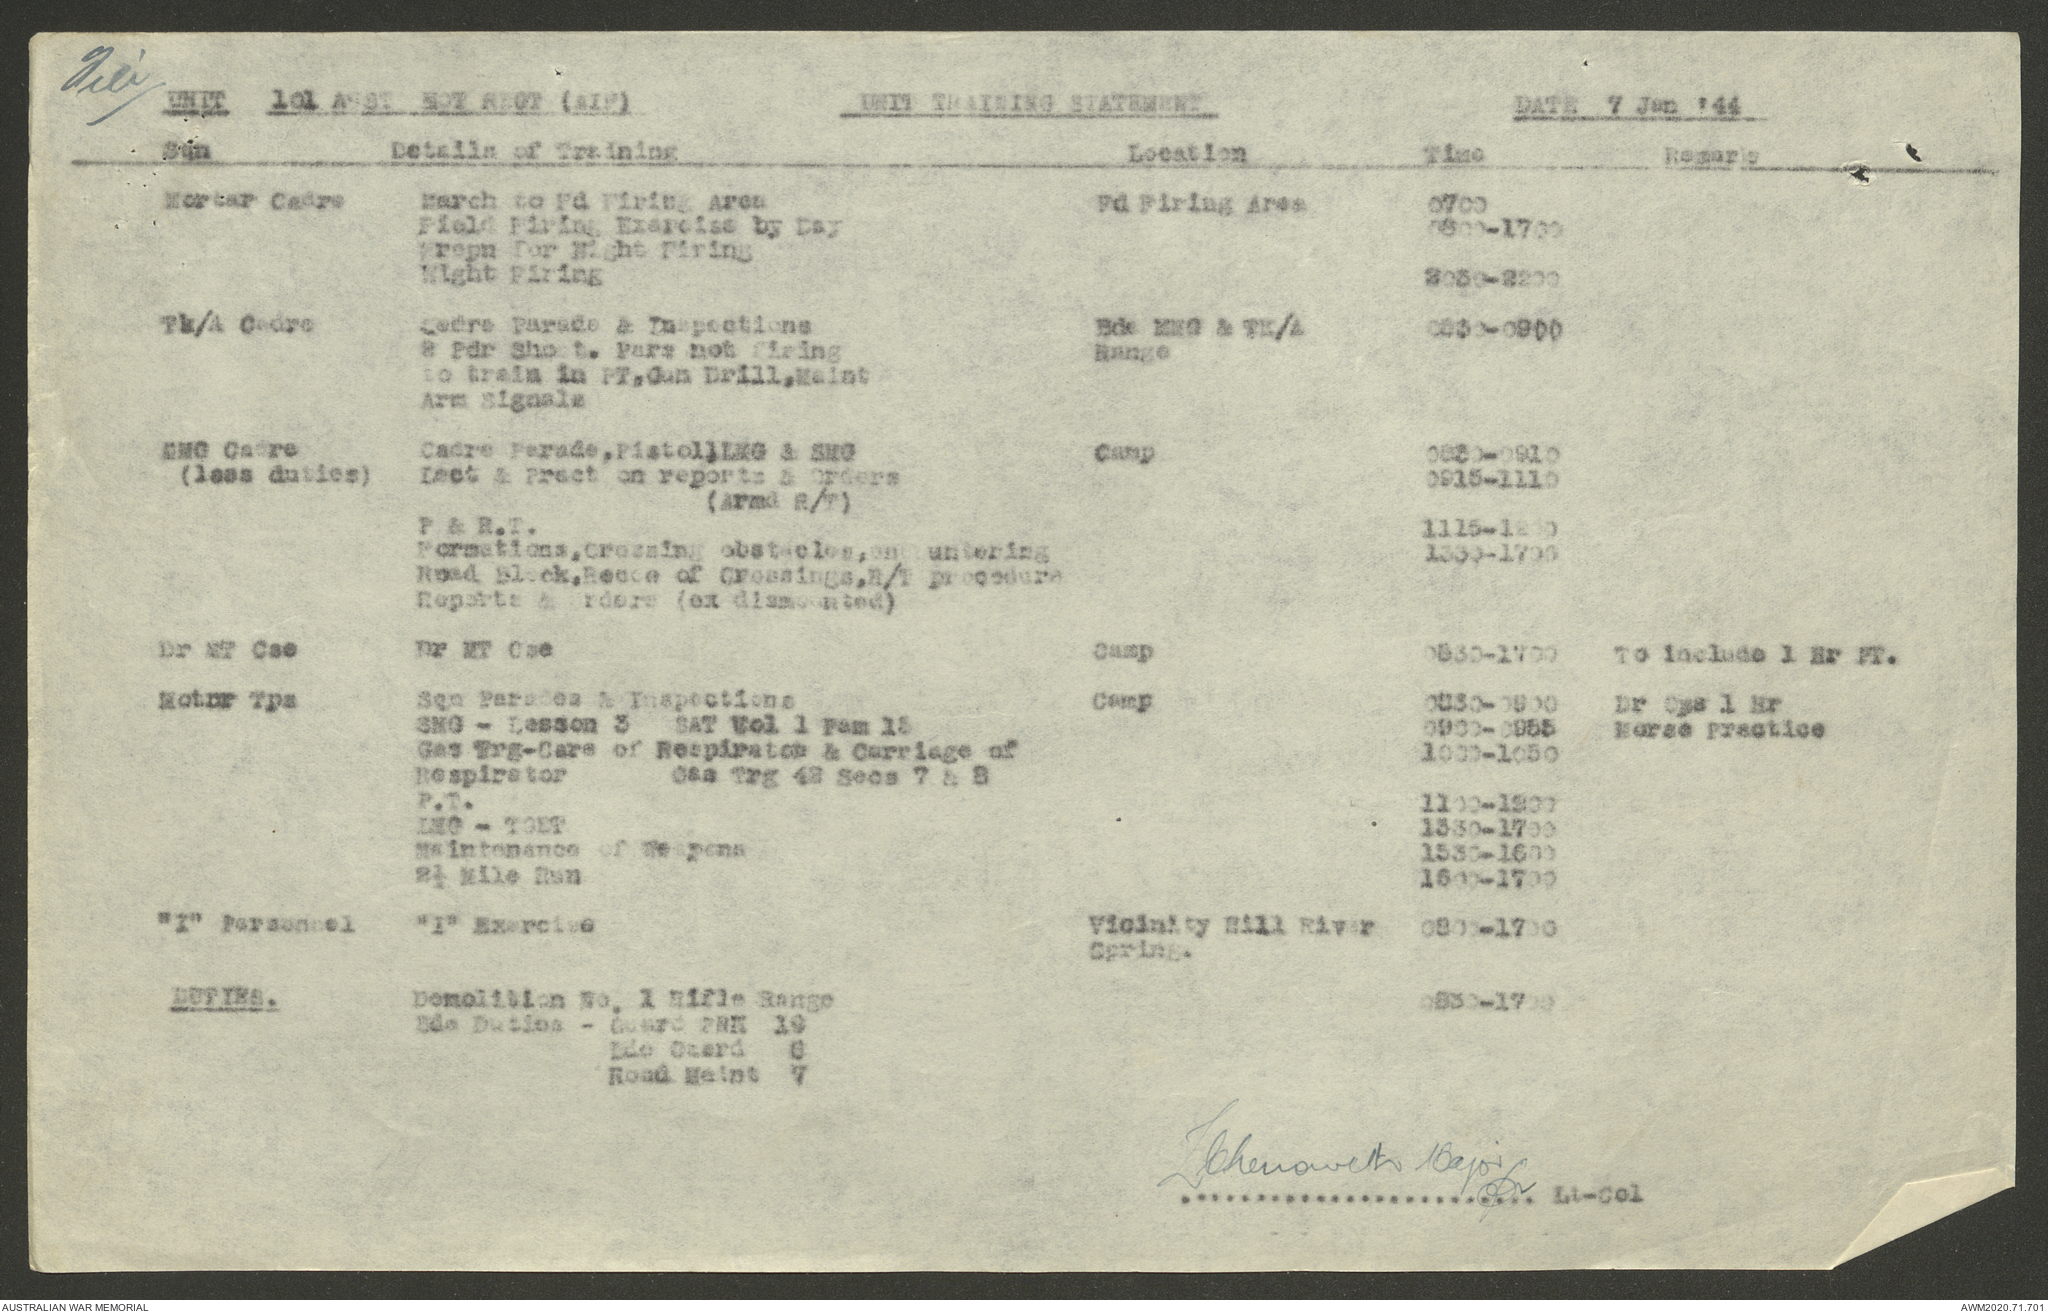 File
UNIT 101 AUST MOT REGT (AIF) UNIT TRAINING STATEMENT DATE 7 Jan '44
Sqn Details of Training Location Time Remarks
Mortar Cadre March to Fd Firing Area Fd Firing Area 0700
Field Firing Exercise by Day 0800-1700
Prepn for Night Firing
Night Firing 2030-2200
Tk/A Cadre Cadre Parade & Inspections Bde MMG & TK/A 0830-0900
2 Pdr Shoot. Pers not firing Range
to train in PT,Gun Drill,Maint
Arm Signals
Cadre Cadre Parade,Pistol,LMG & SMG Camp 0830-0910
(less duties) Lect & Pract on reports & Orders 0915-1110
(Armd R/T)
P & R.T. 1115-1200
Formations,Crossing obstacles,encountering 1330-1700
Road Block,Recce of Crossings,R/T procedure
Reports & Orders (ex dismounted)
Dr MT Cse Dr MT Cse Camp 0830-1700 To include 1 Hr PT.
Motor Tps Sqn Parades & Inspections Camp 0830-0900 Dr Ops 1 Hr
SMG - Lesson 3 SAT Vol 1 Pam 15 0900-0955 Morse Practice
Gas Trg-Care of Respirator & Carriage of 1000-1050
Respirator Gas Trg 42 Secs 7 & 8
P.T. 1100-1200
LMG - TOET 1330-1700
Maintenance of Weapons 1530-1600
2½ Mile Run 1600-1700
"I" Personnel "I" Exercise Vicinity Sill River 0800-1700
Spring.
DUTIES. Demolition No. 1 Rifle Range 0830-1700
Bde Duties - Guard 19
Bde Guard 6
Road Maint 7
Chenoweth Major
for
........................ Lt-Col
AUSTRALIAN WAR MEMORIAL AWM2020.71.701